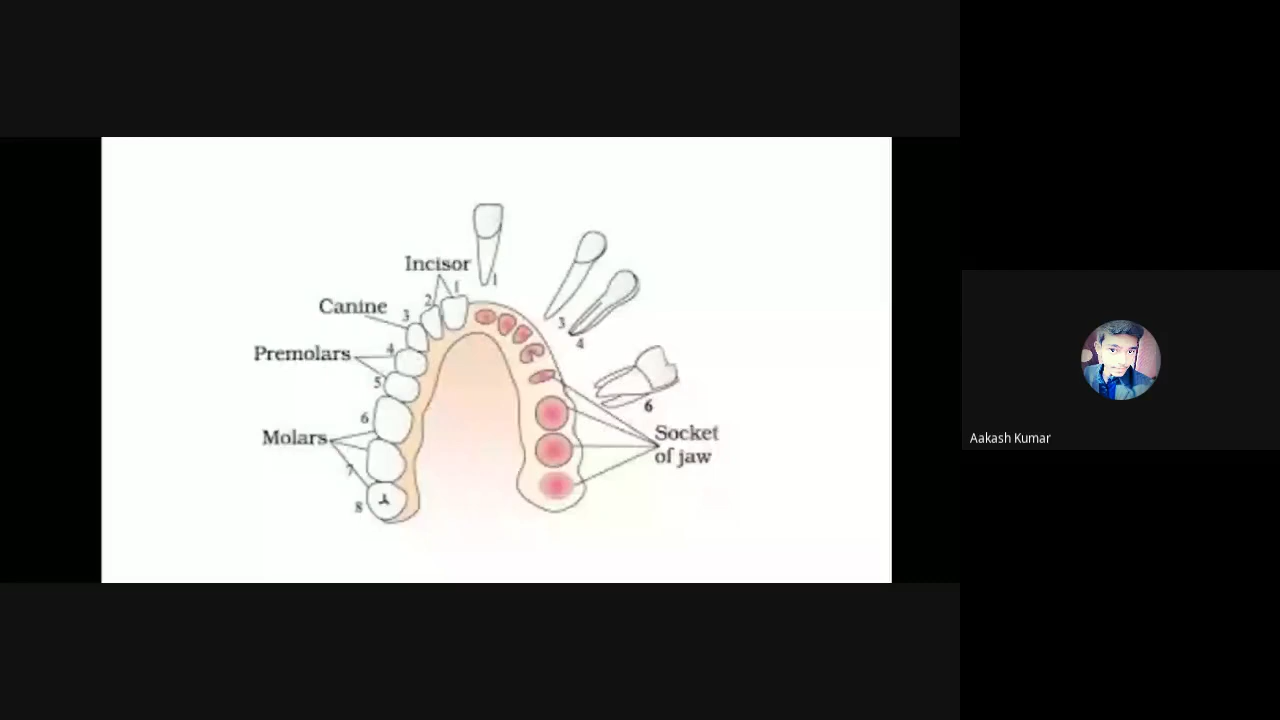 Incisor
1
2
1
Canine
3
3
4
Premolars
4
5
6
6
Molars
7
8
Socket
of jaw
Aakash Kumar